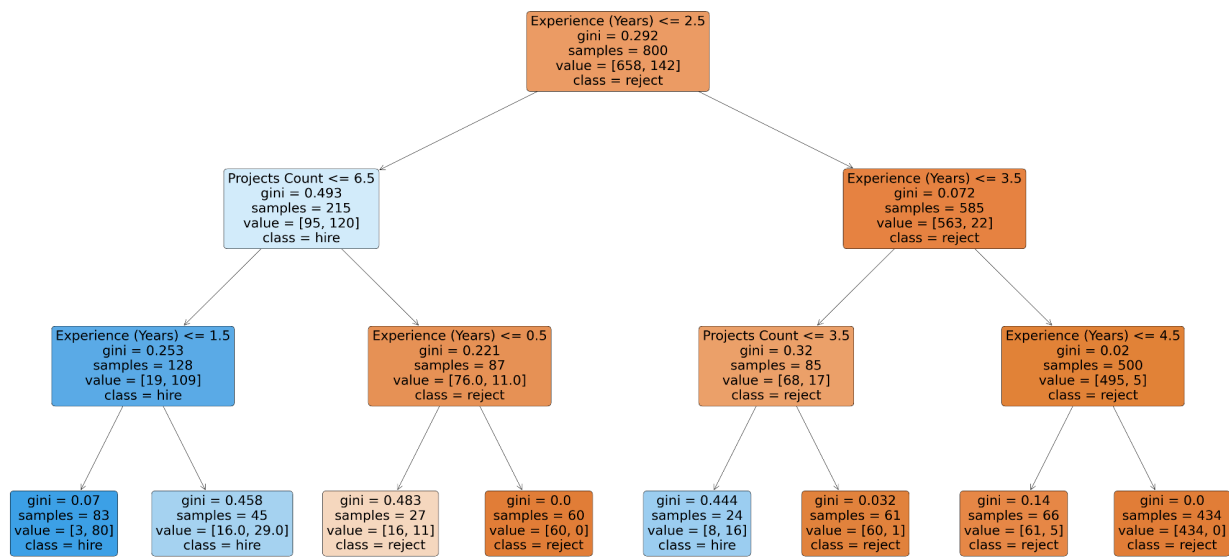 Experience (Years) <= 2.5
gini = 0.292
samples = 800
value = [658, 142]
class = reject
Projects Count <= 6.5
gini = 0.493
samples = 215
value = [95, 120]
class = hire
Experience (Years) <= 3.5
gini = 0.072
samples = 585
value = [563, 22]
class = reject
Experience (Years) <= 1.5
gini = 0.253
samples = 128
value = [19, 109]
class = hire
Experience (Years) <= 0.5
gini = 0.221
samples = 87
value = [76.0, 11.0]
class = reject
Projects Count <= 3.5
gini = 0.32
samples = 85
value = [68, 17]
class = reject
Experience (Years) <= 4.5
gini = 0.02
samples = 500
value = [495, 5]
class = reject
gini = 0.07
samples = 83
value = [3, 80]
class = hire
gini = 0.458
samples = 45
value = [16.0, 29.0]
class = hire
gini = 0.483
samples = 27
value = [16, 11]
class = reject
gini = 0.0
samples = 60
value = [60, 0]
class = reject
gini = 0.444
samples = 24
value = [8, 16]
class = hire
gini = 0.032
samples = 61
value = [60, 1]
class = reject
gini = 0.14
samples = 66
value = [61, 5]
class = reject
gini = 0.0
samples = 434
value = [434, 0]
class = reject